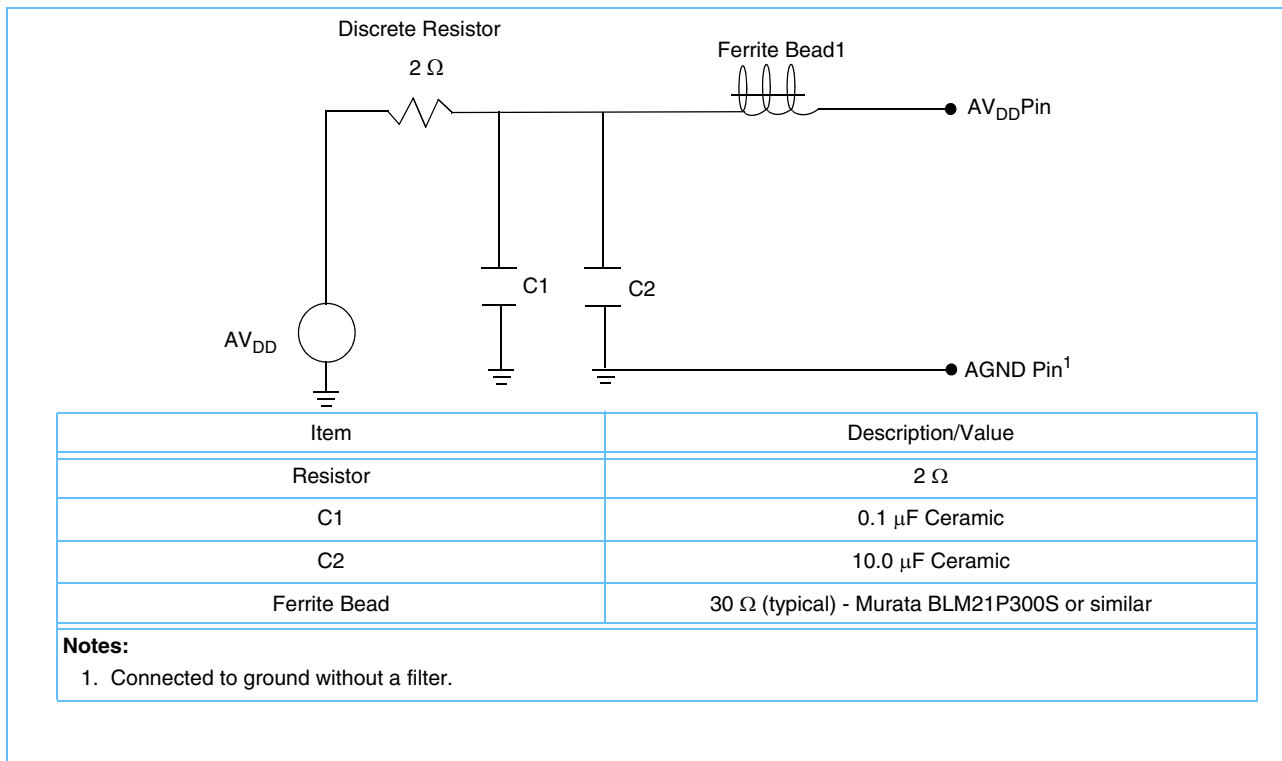 Discrete Resistor
2 Ω
Ferrite Bead1
AVDDPin
C1
C2
AVDD
AGND Pin1
Item Description/Value
Resistor 2 Ω
C1 0.1 μF Ceramic
C2 10.0 μF Ceramic
Ferrite Bead 30 Ω (typical) - Murata BLM21P300S or similar
Notes:
1. Connected to ground without a filter.